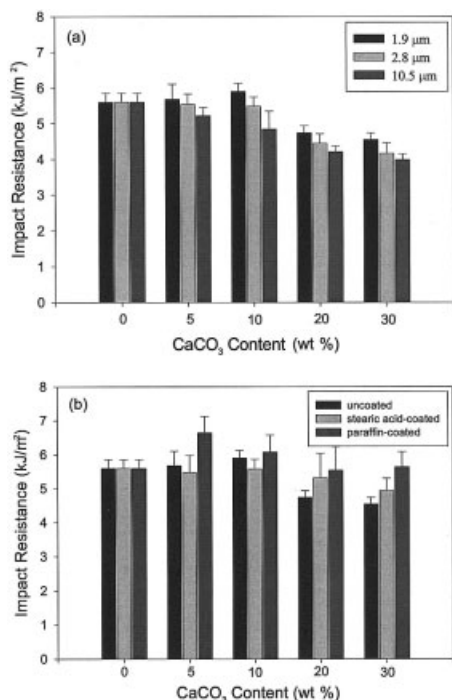 (a)
1.9 μm
2.8 μm
10.5 μm
8
7
6
5
4
3
2
1
0
Impact Resistance (kJ/m²)
0 5 10 20 30
CaCO₃ Content (wt %)
(b)
uncoated
stearic acid-coated
paraffin-coated
8
7
6
5
4
3
2
1
0
Impact Resistance (kJ/m²)
0 5 10 20 30
CaCO₃ Content (wt %)